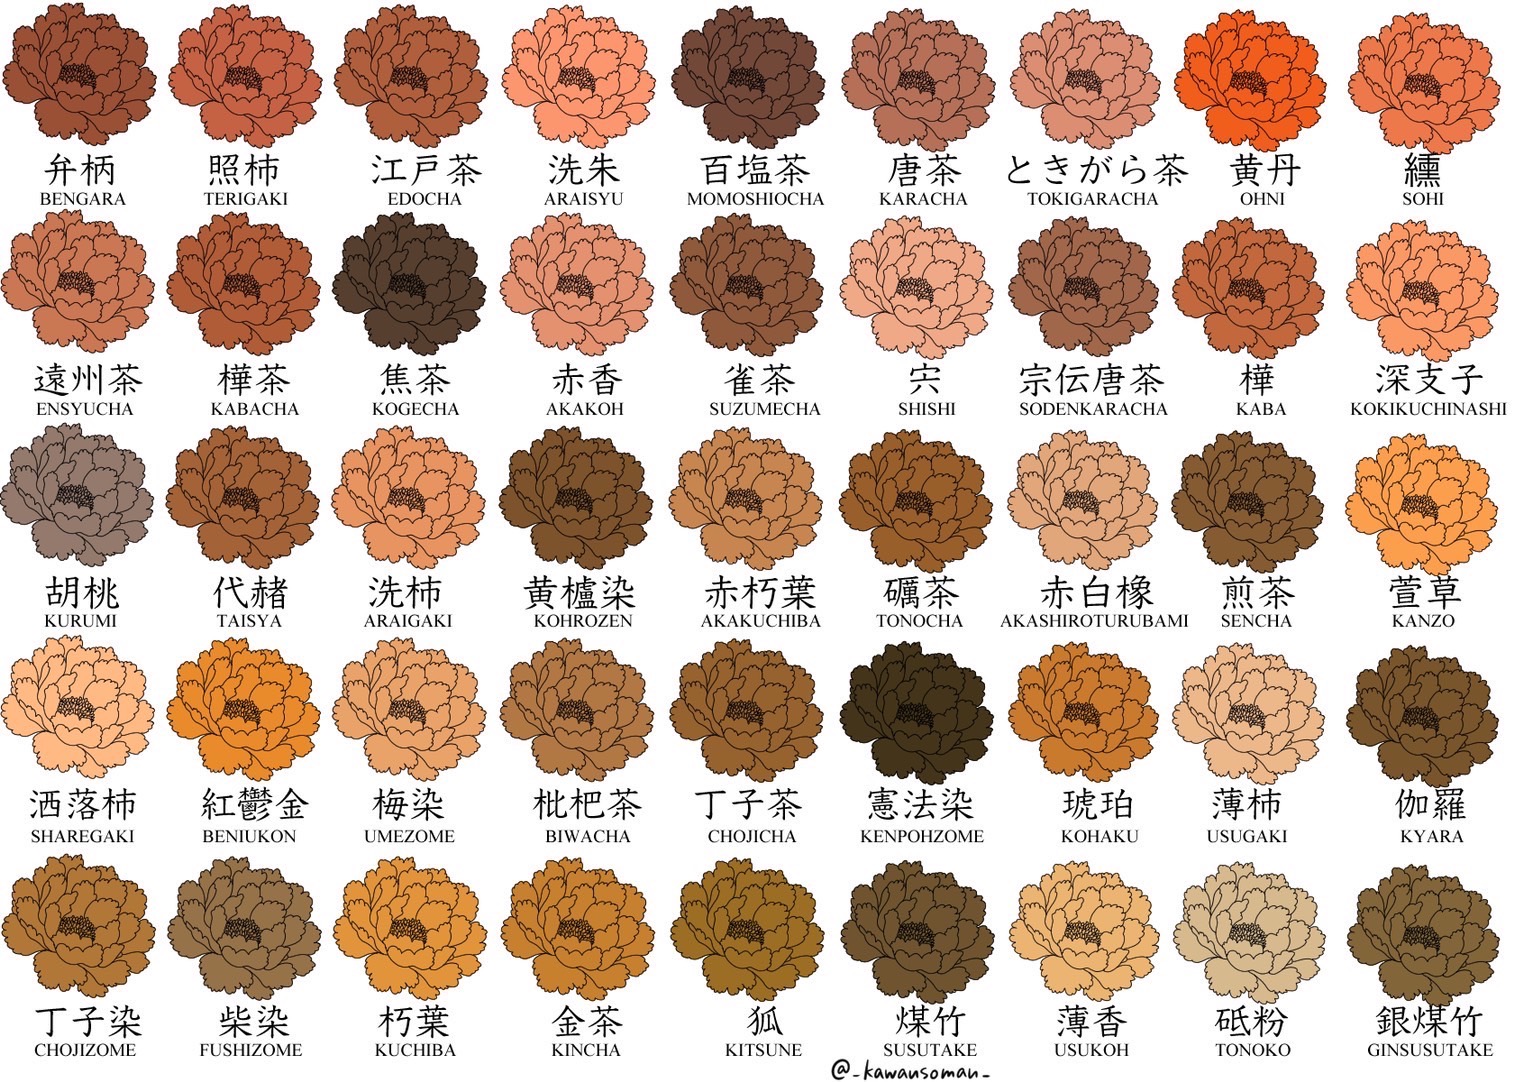 弁柄 照柿 江戸茶 洗朱 百塩茶 唐茶 ときがら茶 黄丹 纁
BENGARA TERIGAKI EDOCHA ARAISYU MOMOSHIOCHA KARACHA TOKIGARACHA OHNI SOHI
遠州茶 樺茶 焦茶 赤香 雀茶 宍 宗伝唐茶 樺 深支子
ENSYUCHA KABACHA KOGECHA AKAKOH SUZUMECHA SHISHI SODENKARACHA KABA KOKIKUCHINASHI
胡桃 代赭 洗柿 黄櫨染 赤朽葉 礪茶 赤白橡 煎茶 萱草
KURUMI TAISYA ARAIGAKI KOHROZEN AKAKUCHIBA TONOCHA AKASHIROTURUBAMI SENCHA KANZO
洒落柿 紅鬱金 梅染 枇杷茶 丁子茶 憲法染 琥珀 薄柿 伽羅
SHAREGAKI BENIUKON UMEZOME BIWACHA CHOJICHA KENPOHZOME KOHAKU USUGAKI KYARA
丁子染 柴染 朽葉 金茶 狐 煤竹 薄香 砥粉 銀煤竹
CHOJIZOME FUSHIZOME KUCHIBA KINCHA KITSUNE SUSUTAKE USUKOH TONOKO GINSUSUTAKE
@_kawansoman_